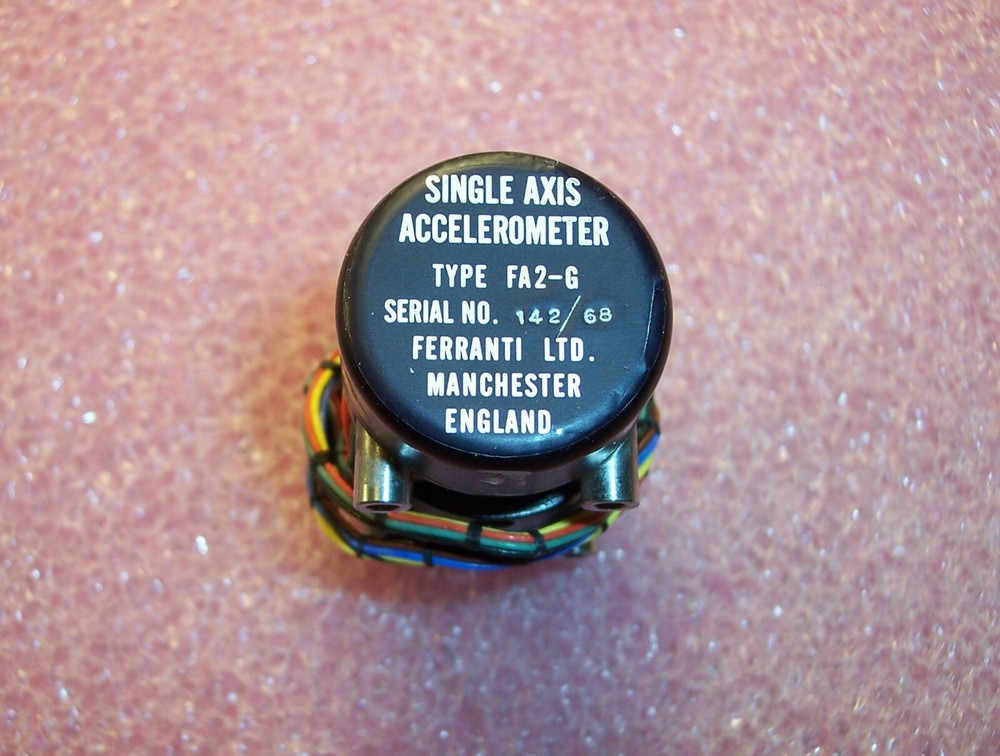 SINGLE AXIS
ACCELEROMETER
TYPE FA2-G
SERIAL NO. 142/68
FERRANTI LTD.
MANCHESTER
ENGLAND.